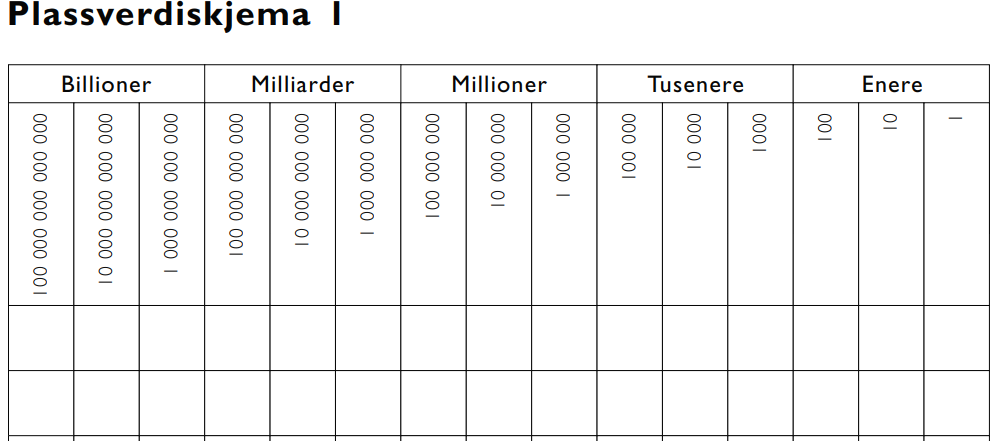 Plassverdiskjema 1
Billioner Milliarder Millioner Tusenere Enere
100 000 000 000 000 10 000 000 000 000 1 000 000 000 000 100 000 000 000 10 000 000 000 1 000 000 000 100 000 000 10 000 000 1 000 000 100 000 10 000 1000 100 10 1